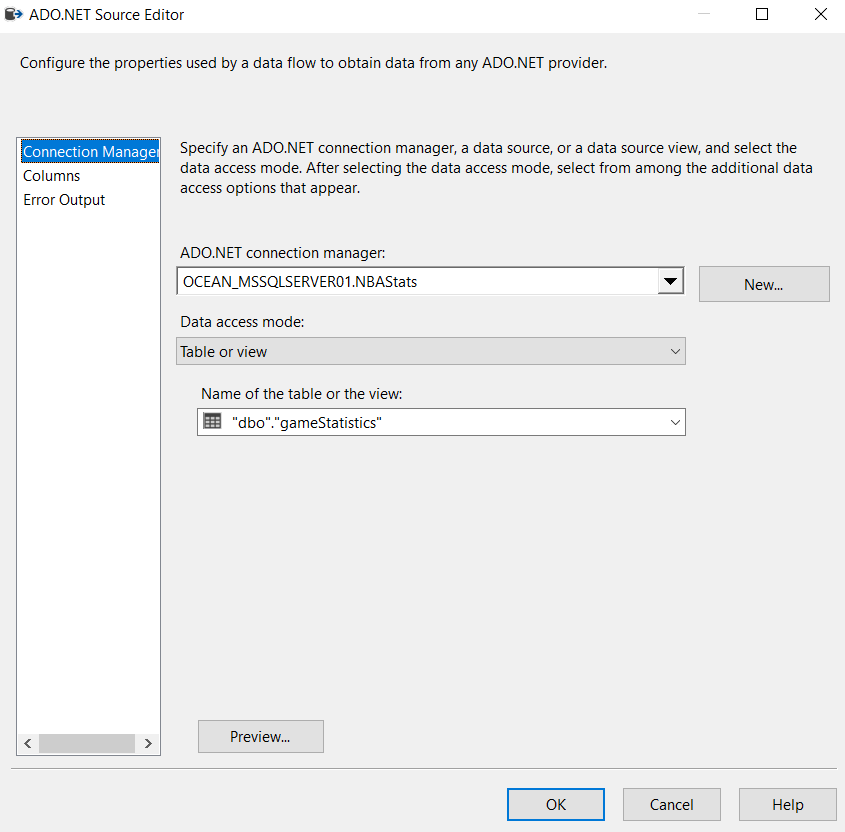 ADO.NET Source Editor
Configure the properties used by a data flow to obtain data from any ADO.NET provider.
Connection Manager
Columns
Error Output
Specify an ADO.NET connection manager, a data source, or a data source view, and select the
data access mode. After selecting the data access mode, select from among the additional data
access options that appear.
ADO.NET connection manager:
OCEAN_MSSQLSERVER01.NBAStats
New...
Data access mode:
Table or view
Name of the table or the view:
"dbo"."gameStatistics"
Preview...
OK
Cancel
Help